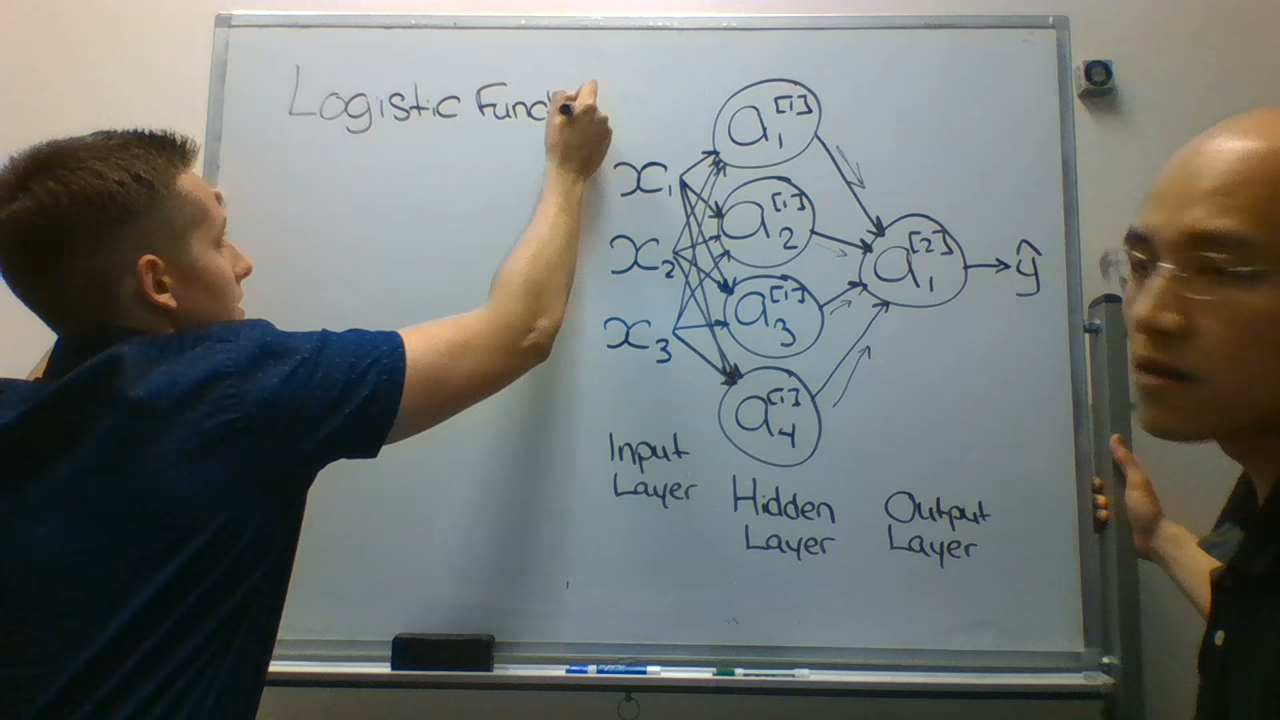 Logistic Func
x₁
x₂
x₃
a₁^[1]
a₂^[1]
a₃^[1]
a₄^[1]
a₁^[2]
ŷ
Input
Layer
Hidden
Layer
Output
Layer